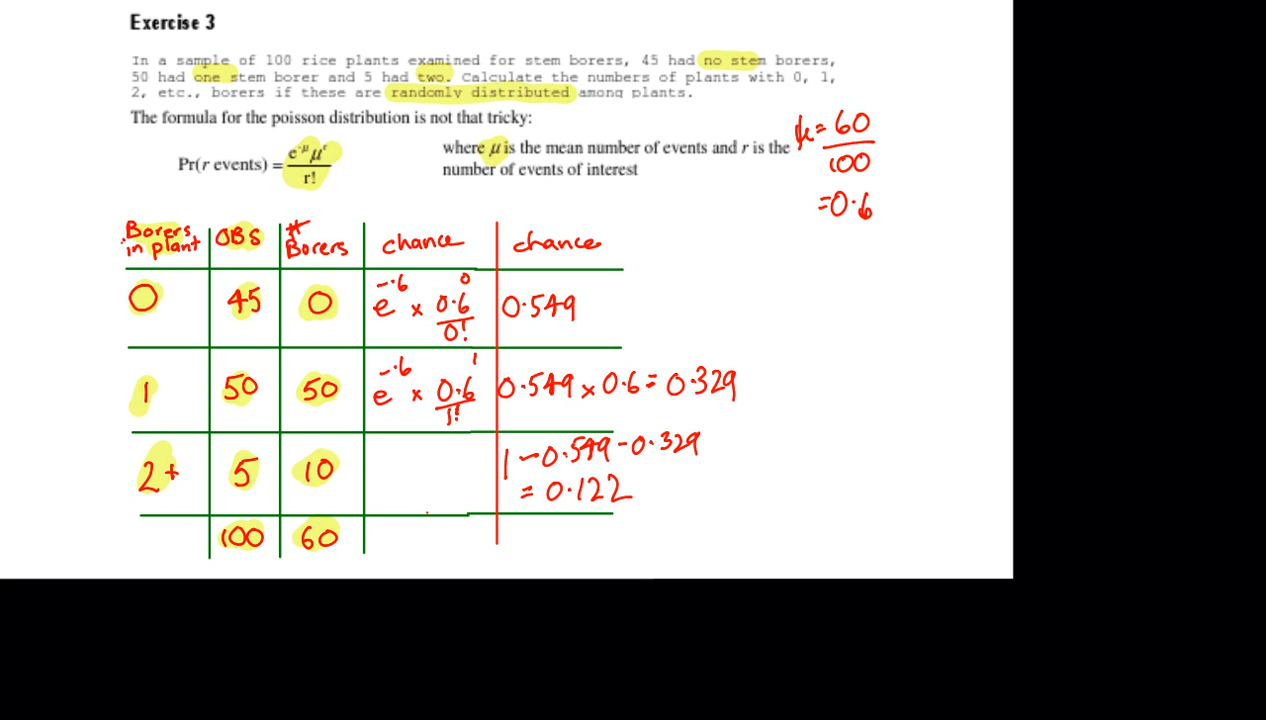 Exercise 3
In a sample of 100 rice plants examined for stem borers, 45 had no stem borers,
50 had one stem borer and 5 had two. Calculate the numbers of plants with 0, 1,
2, etc., borers if these are randomly distributed among plants.
The formula for the poisson distribution is not that tricky:
Pr(r events) = e^-μ μ^r / r!
where μ is the mean number of events and r is the
number of events of interest
μ = 60
100
=0.6
Borers in plant | OBS | # Borers | chance | chance
0 | 45 | 0 | e^-.6 x 0.6^0 / 0! | 0.549
1 | 50 | 50 | e^-.6 x 0.6^1 / 1! | 0.549 x 0.6 = 0.329
2+ | 5 | 10 | 1 - 0.549 - 0.329
= 0.122
100 | 60